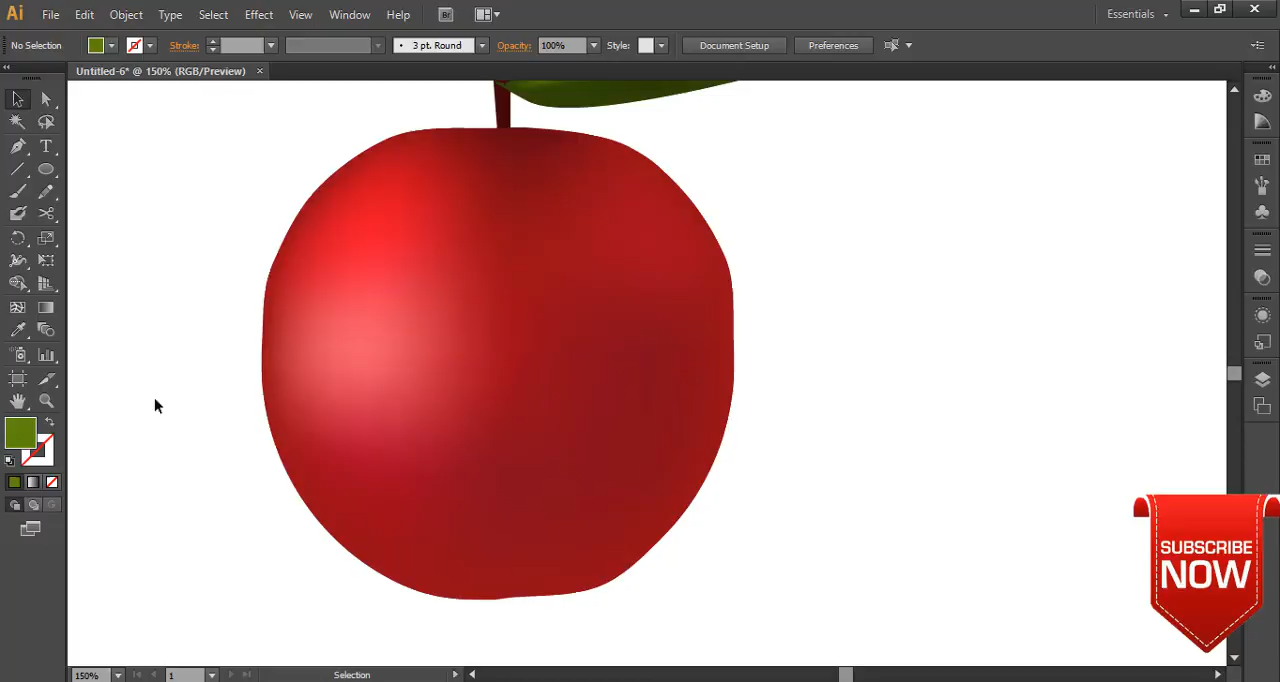 Ai File Edit Object Type Select Effect View Window Help Br Essentials
No Selection Stroke: 3 pt. Round Opacity: 100% Style: Document Setup Preferences
Untitled-6* @ 150% (RGB/Preview) ×
T
SUBSCRIBE
NOW
150% 1 Selection